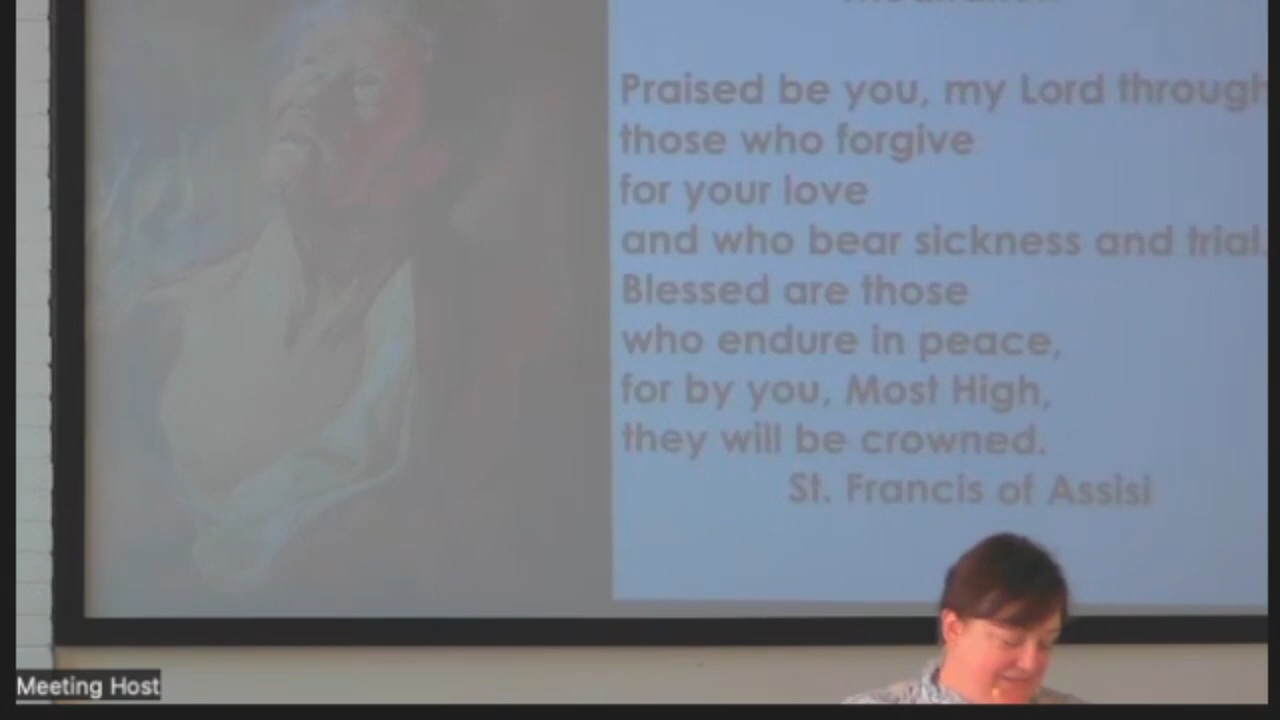 Praised be you, my Lord through
those who forgive
for your love
and who bear sickness and trial.
Blessed are those
who endure in peace,
for by you, Most High,
they will be crowned.
St. Francis of Assisi
Meeting Host